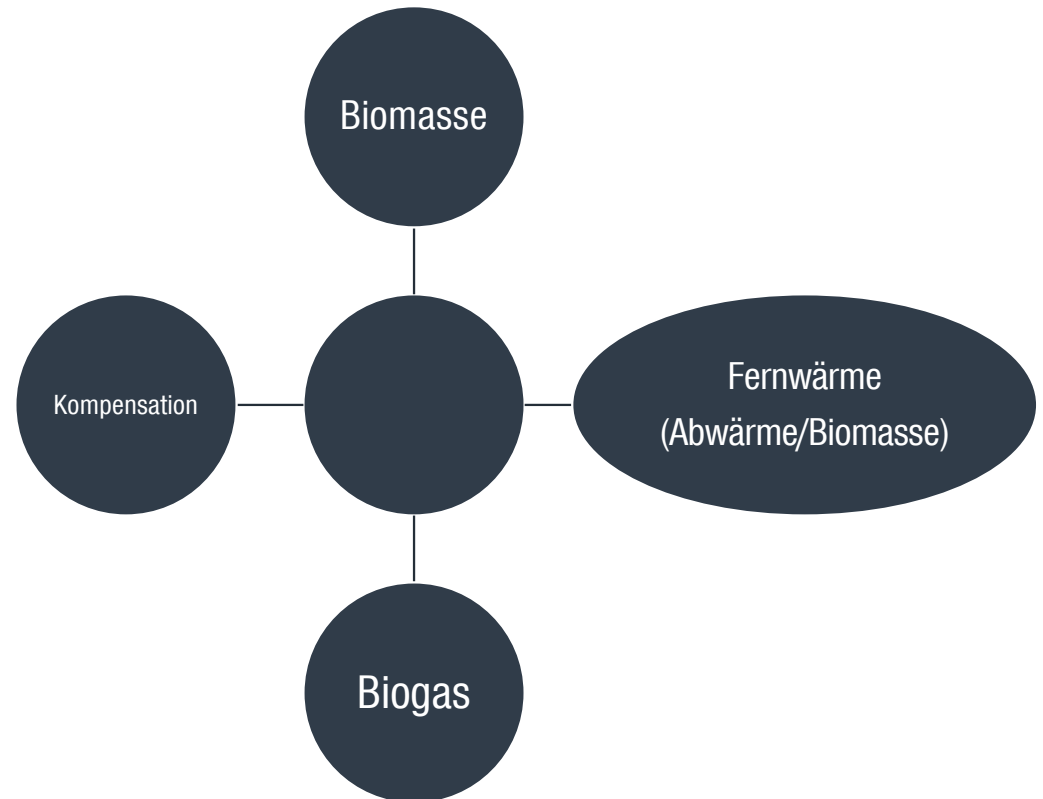 Biomasse
Kompensation
Fernwärme
(Abwärme/Biomasse)
Biogas